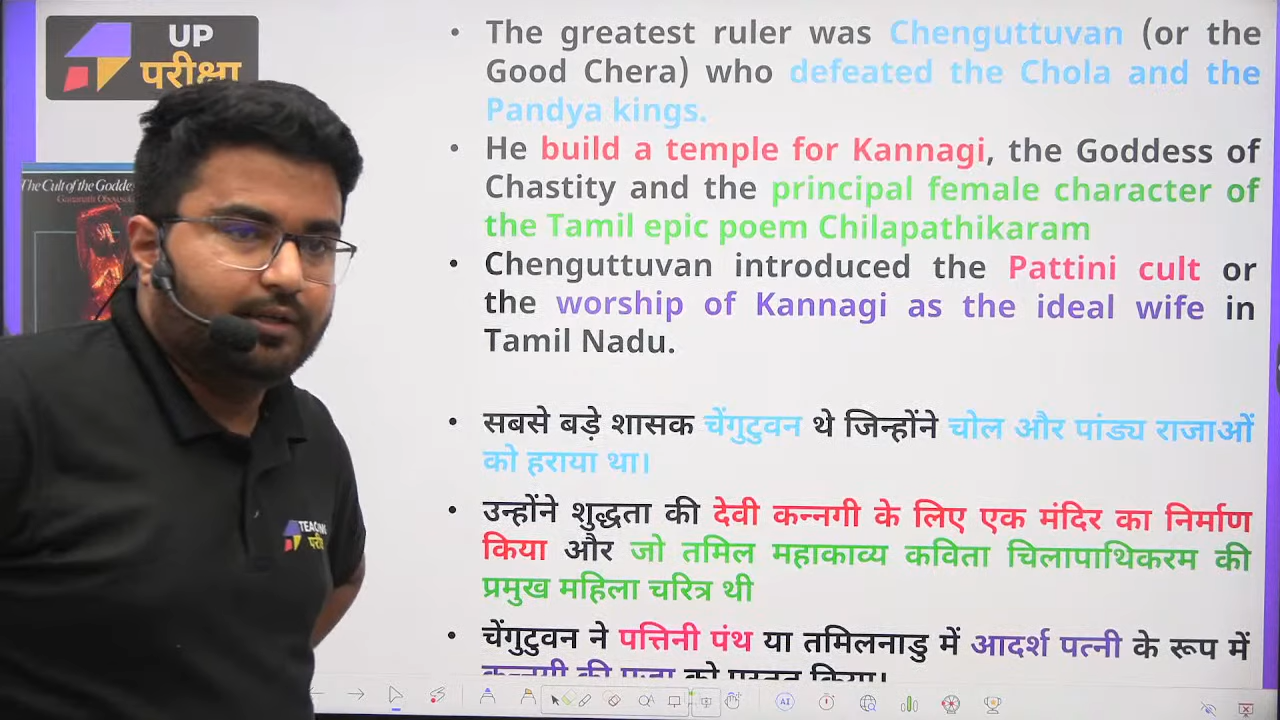 UP
परीक्षा
The greatest ruler was Chenguttuvan (or the
Good Chera) who defeated the Chola and the
Pandya kings.
He build a temple for Kannagi, the Goddess of
Chastity and the principal female character of
the Tamil epic poem Chilapathikaram
Chenguttuvan introduced the Pattini cult or
the worship of Kannagi as the ideal wife in
Tamil Nadu.
सबसे बड़े शासक चेंगुटुवन थे जिन्होंने चोल और पांड्य राजाओं
को हराया था।
उन्होंने शुद्धता की देवी कन्नगी के लिए एक मंदिर का निर्माण
किया और जो तमिल महाकाव्य कविता चिलापाथिकरम की
प्रमुख महिला चरित्र थी
चेंगुटुवन ने पत्तिनी पंथ या तमिलनाडु में आदर्श पत्नी के रूप में
The Cult of the
AI